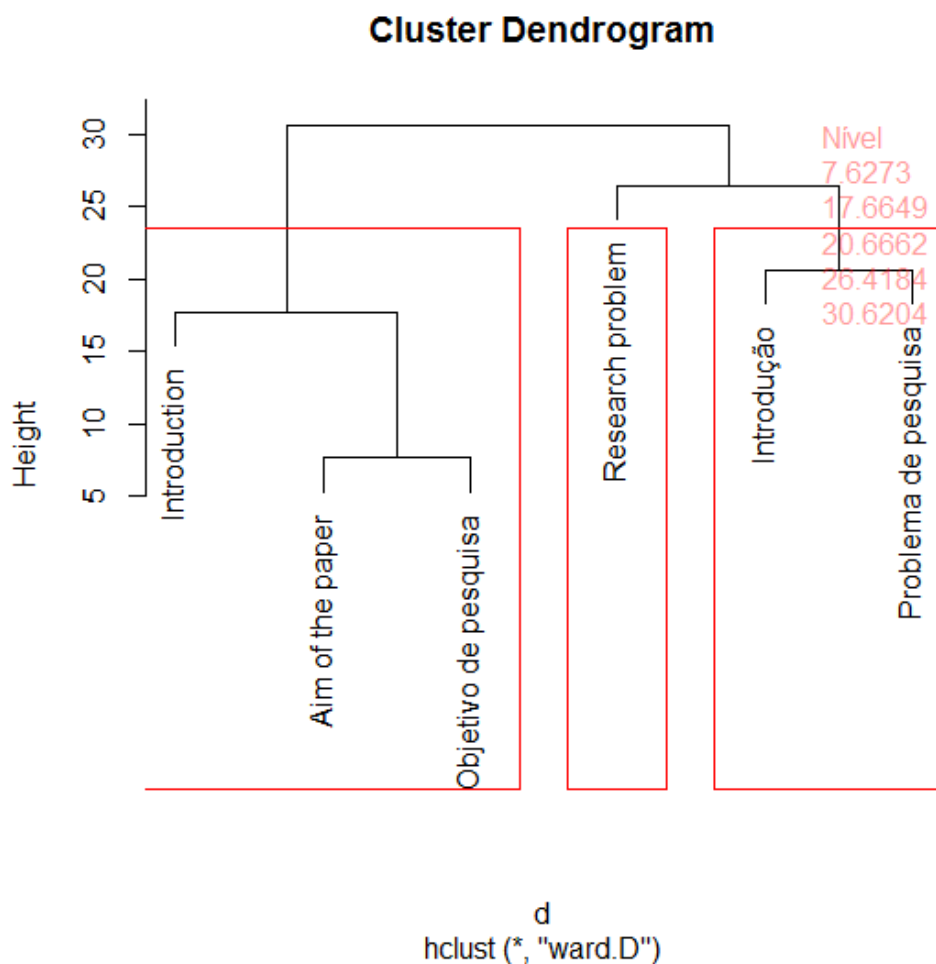 Cluster Dendrogram
Height
5
10
15
20
25
30
Nível
7.6273
17.6649
20.6662
26.4184
30.6204
Introduction
Aim of the paper
Objetivo de pesquisa
Research problem
Introdução
Problema de pesquisa
d
hclust (*, "ward.D")